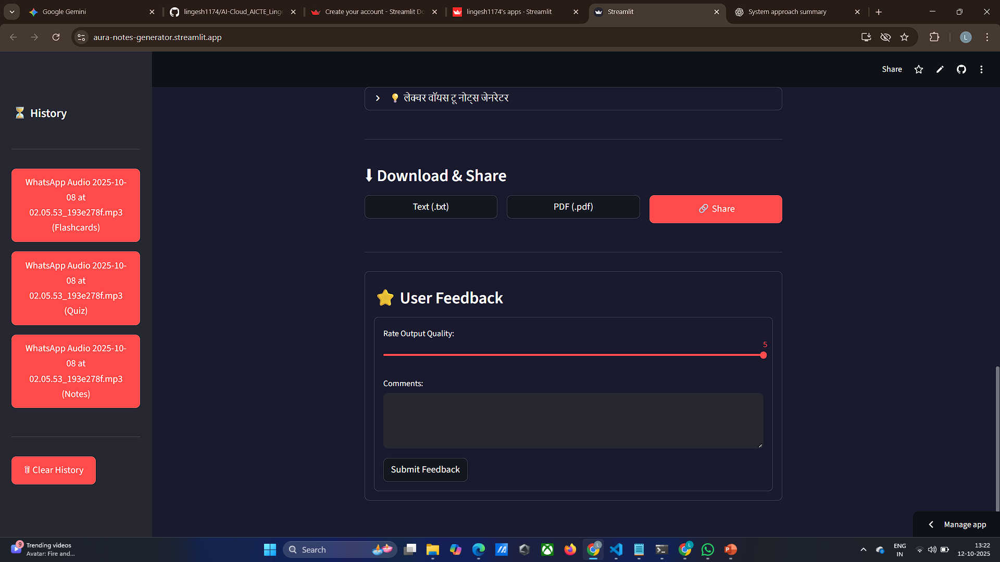 Google Gemini
lingesh1174/AI-Cloud_AICTE_Linge
Create your account - Streamlit Do
lingesh1174's apps · Streamlit
Streamlit
System approach summary
aura-notes-generator.streamlit.app
L
Share
⏳ History
WhatsApp Audio 2025-10-
08 at
02.05.53_193e278f.mp3
(Flashcards)
WhatsApp Audio 2025-10-
08 at
02.05.53_193e278f.mp3
(Quiz)
WhatsApp Audio 2025-10-
08 at
02.05.53_193e278f.mp3
(Notes)
🗑 Clear History
💡 लेक्चर वॉयस टू नोट्स जेनरेटर
⬇ Download & Share
Text (.txt)
PDF (.pdf)
🔗 Share
⭐ User Feedback
Rate Output Quality:
5
Comments:
Submit Feedback
Manage app
9
Trending videos
Avatar: Fire and...
Search
ENG
IN
13:22
12-10-2025